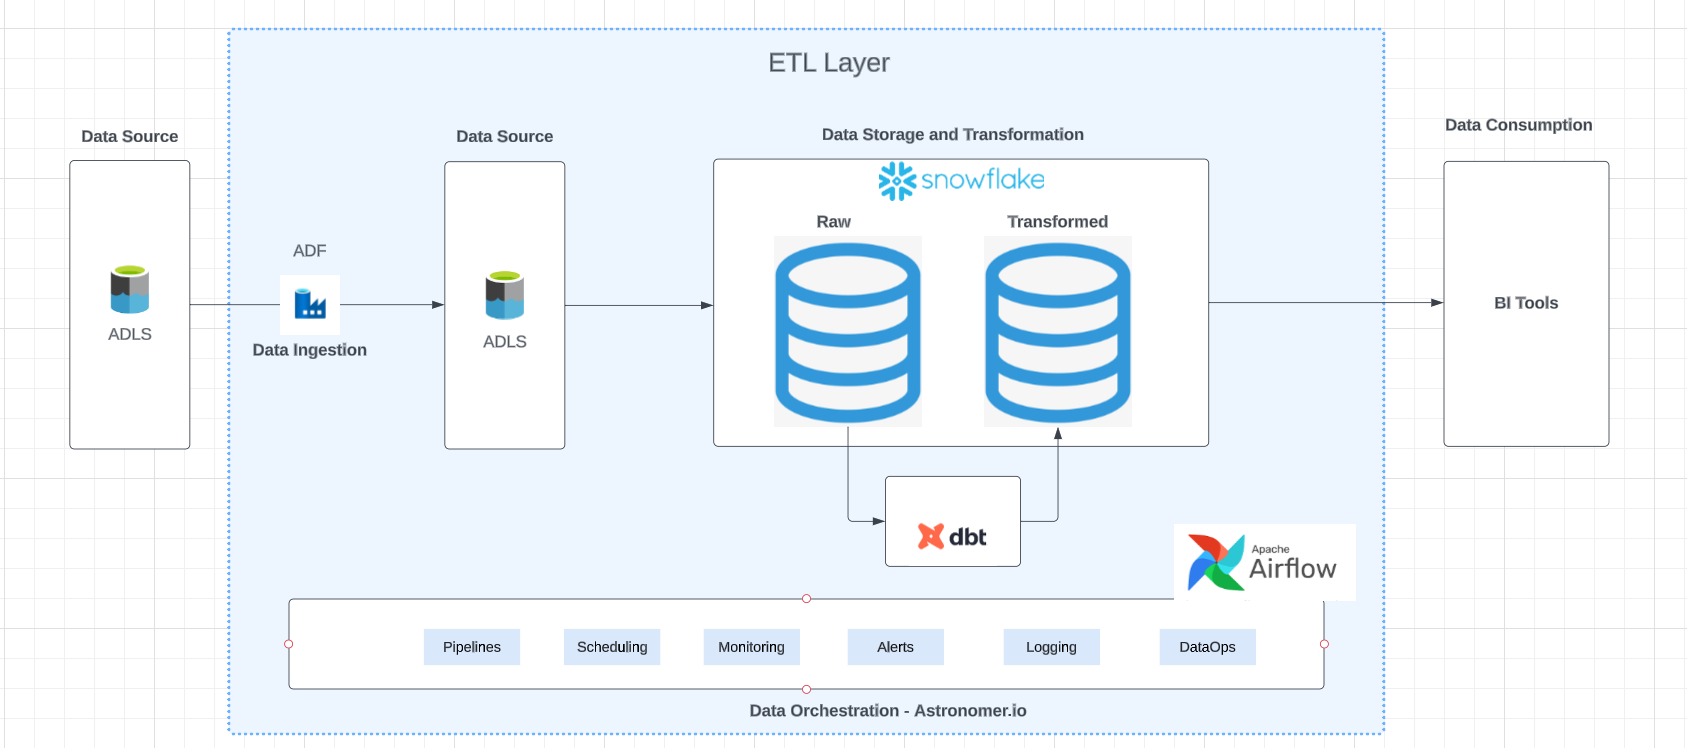 ETL Layer
Data Source
Data Source
Data Storage and Transformation
Data Consumption
snowflake
Raw
Transformed
ADF
ADLS
Data Ingestion
ADLS
BI Tools
dbt
Apache
Airflow
Pipelines
Scheduling
Monitoring
Alerts
Logging
DataOps
Data Orchestration - Astronomer.io